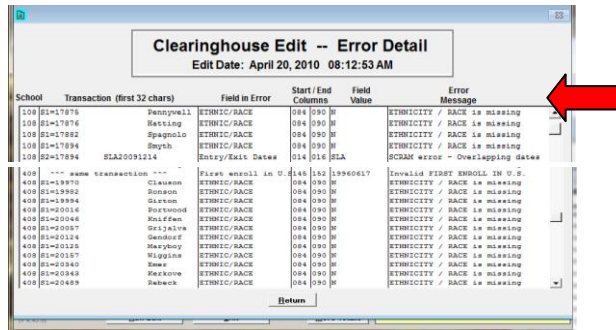 Clearinghouse Edit -- Error Detail
Edit Date: April 20, 2010 08:12:53 AM
School Transaction (first 32 chars) Field in Error Start / End Columns Field Value Error Message
108 S1=17875 Pennywell ETHNIC/RACE 084 090 N ETHNICITY / RACE is missing
108 S1=17876 Hatting ETHNIC/RACE 084 090 N ETHNICITY / RACE is missing
108 S1=17882 Spagnolo ETHNIC/RACE 084 090 N ETHNICITY / RACE is missing
108 S1=17894 Smyth ETHNIC/RACE 084 090 N ETHNICITY / RACE is missing
108 S2=17894 SLA20091214 Entry/Exit Dates 014 016 SLA SCRAM error - Overlapping dates
408 --- same transaction --- First enroll in U.S 145 152 19960617 Invalid FIRST ENROLL IN U.S.
408 S1=19970 Clauson ETHNIC/RACE 084 090 N ETHNICITY / RACE is missing
408 S1=19982 Ronson ETHNIC/RACE 084 090 N ETHNICITY / RACE is missing
408 S1=19994 Girton ETHNIC/RACE 084 090 N ETHNICITY / RACE is missing
408 S1=20016 Portwood ETHNIC/RACE 084 090 N ETHNICITY / RACE is missing
408 S1=20046 Kniffen ETHNIC/RACE 084 090 N ETHNICITY / RACE is missing
408 S1=20057 Grijalva ETHNIC/RACE 084 090 N ETHNICITY / RACE is missing
408 S1=20124 Gendorf ETHNIC/RACE 084 090 N ETHNICITY / RACE is missing
408 S1=20125 Maryboy ETHNIC/RACE 084 090 N ETHNICITY / RACE is missing
408 S1=20157 Wiggins ETHNIC/RACE 084 090 N ETHNICITY / RACE is missing
408 S1=20340 Emer ETHNIC/RACE 084 090 N ETHNICITY / RACE is missing
408 S1=20343 Kerkove ETHNIC/RACE 084 090 N ETHNICITY / RACE is missing
408 S1=20489 Rebeck ETHNIC/RACE 084 090 N ETHNICITY / RACE is missing
Return